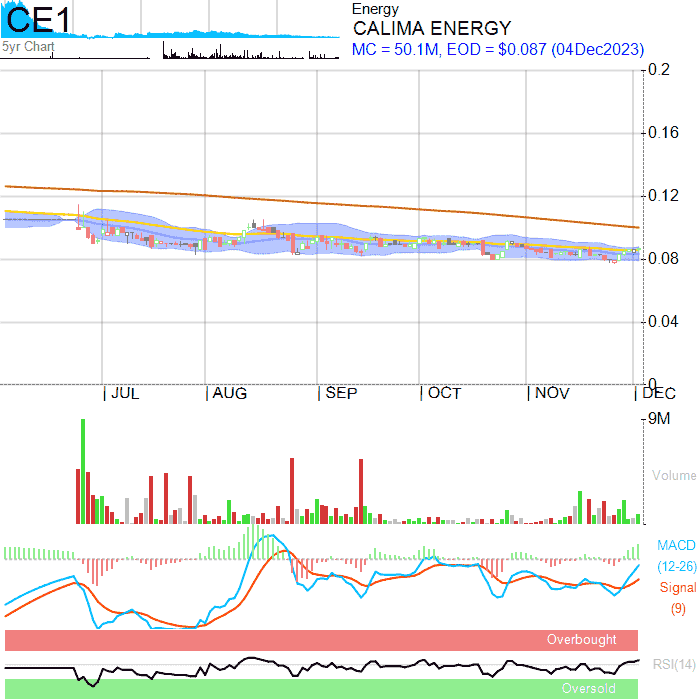 CE1
5yr Chart
Energy
CALIMA ENERGY
MC = 50.1M, EOD = $0.087 (04Dec2023)
0.2
0.16
0.12
0.08
0.04
0
JUL AUG SEP OCT NOV DEC
9M
Volume
MACD
(12-26)
Signal
(9)
Overbought
RSI(14)
Oversold